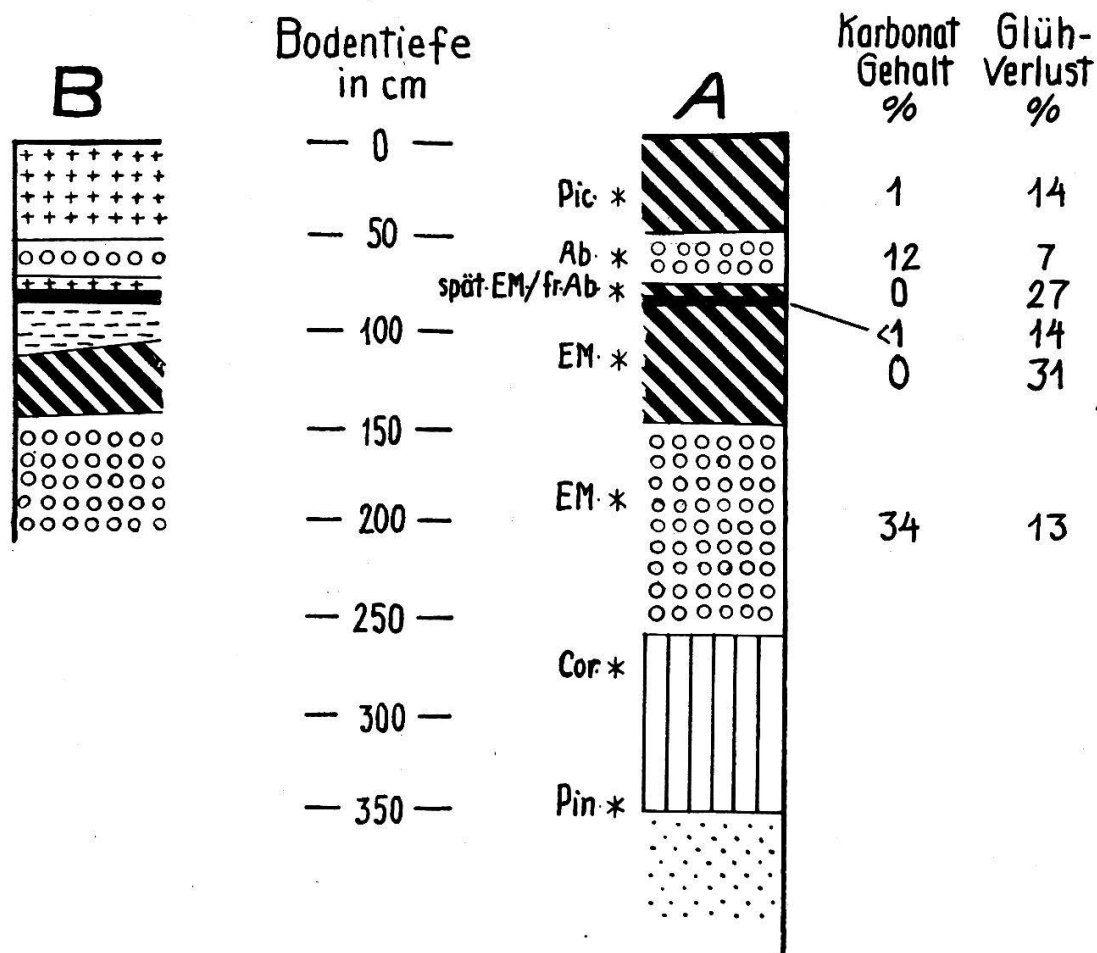 B
Bodentiefe
in cm
A
Karbonat
Gehalt
%
Glüh-
Verlust
%
0
50
100
150
200
250
300
350
Pic.
Ab.
spät.EM/fr.Ab.
EM.
EM.
Cor.
Pin.
1 14
12 7
0 27
<1 14
0 31
34 13